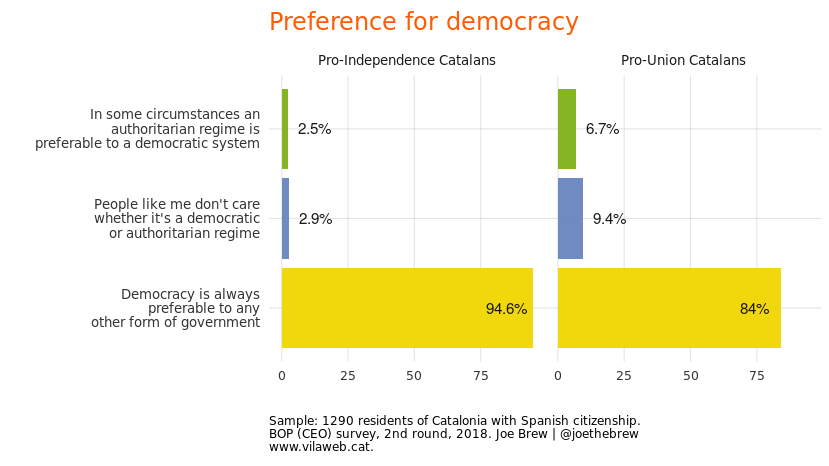 Preference for democracy
Pro-Independence Catalans
Pro-Union Catalans
In some circumstances an
authoritarian regime is
preferable to a democratic system
2.5%
6.7%
People like me don't care
whether it's a democratic
or authoritarian regime
2.9%
9.4%
Democracy is always
preferable to any
other form of government
94.6%
84%
0 25 50 75 0 25 50 75
Sample: 1290 residents of Catalonia with Spanish citizenship.
BOP (CEO) survey, 2nd round, 2018. Joe Brew | @joethebrew
www.vilaweb.cat.